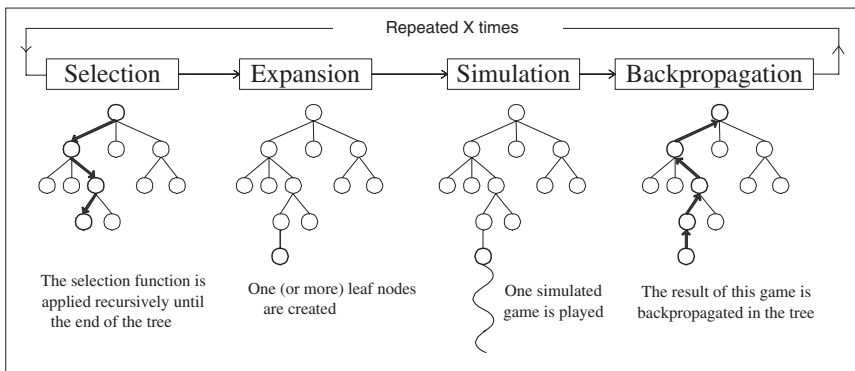 Repeated X times
Selection
Expansion
Simulation
Backpropagation
The selection function is
applied recursively until
the end of the tree
One (or more) leaf nodes
are created
One simulated
game is played
The result of this game is
backpropagated in the tree